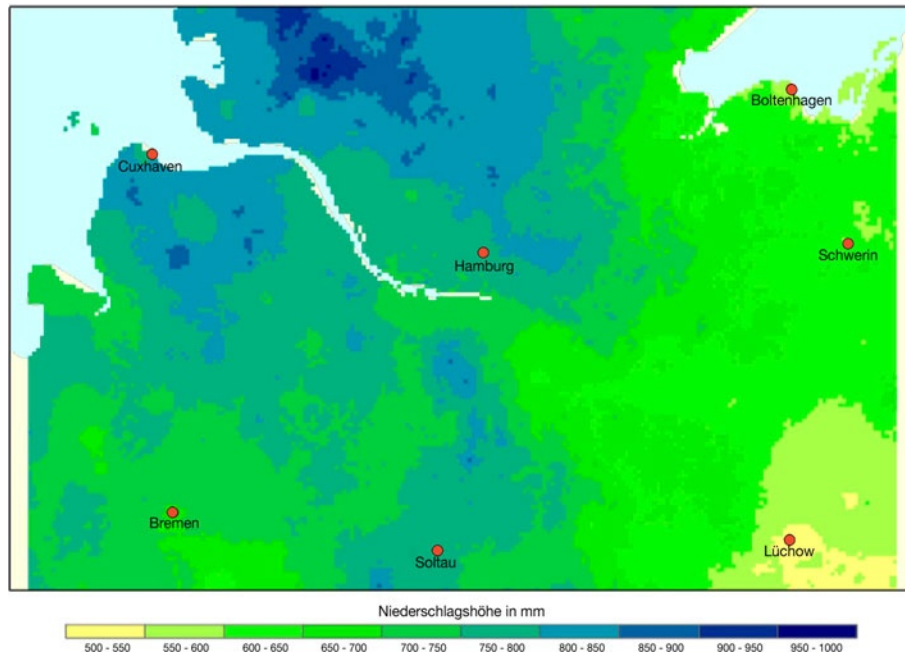 Boltenhagen
Cuxhaven
Hamburg
Schwerin
Bremen
Soltau
Lüchow
Niederschlagshöhe in mm
500 - 550 550 - 600 600 - 650 650 - 700 700 - 750 750 - 800 800 - 850 850 - 900 900 - 950 950 - 1000